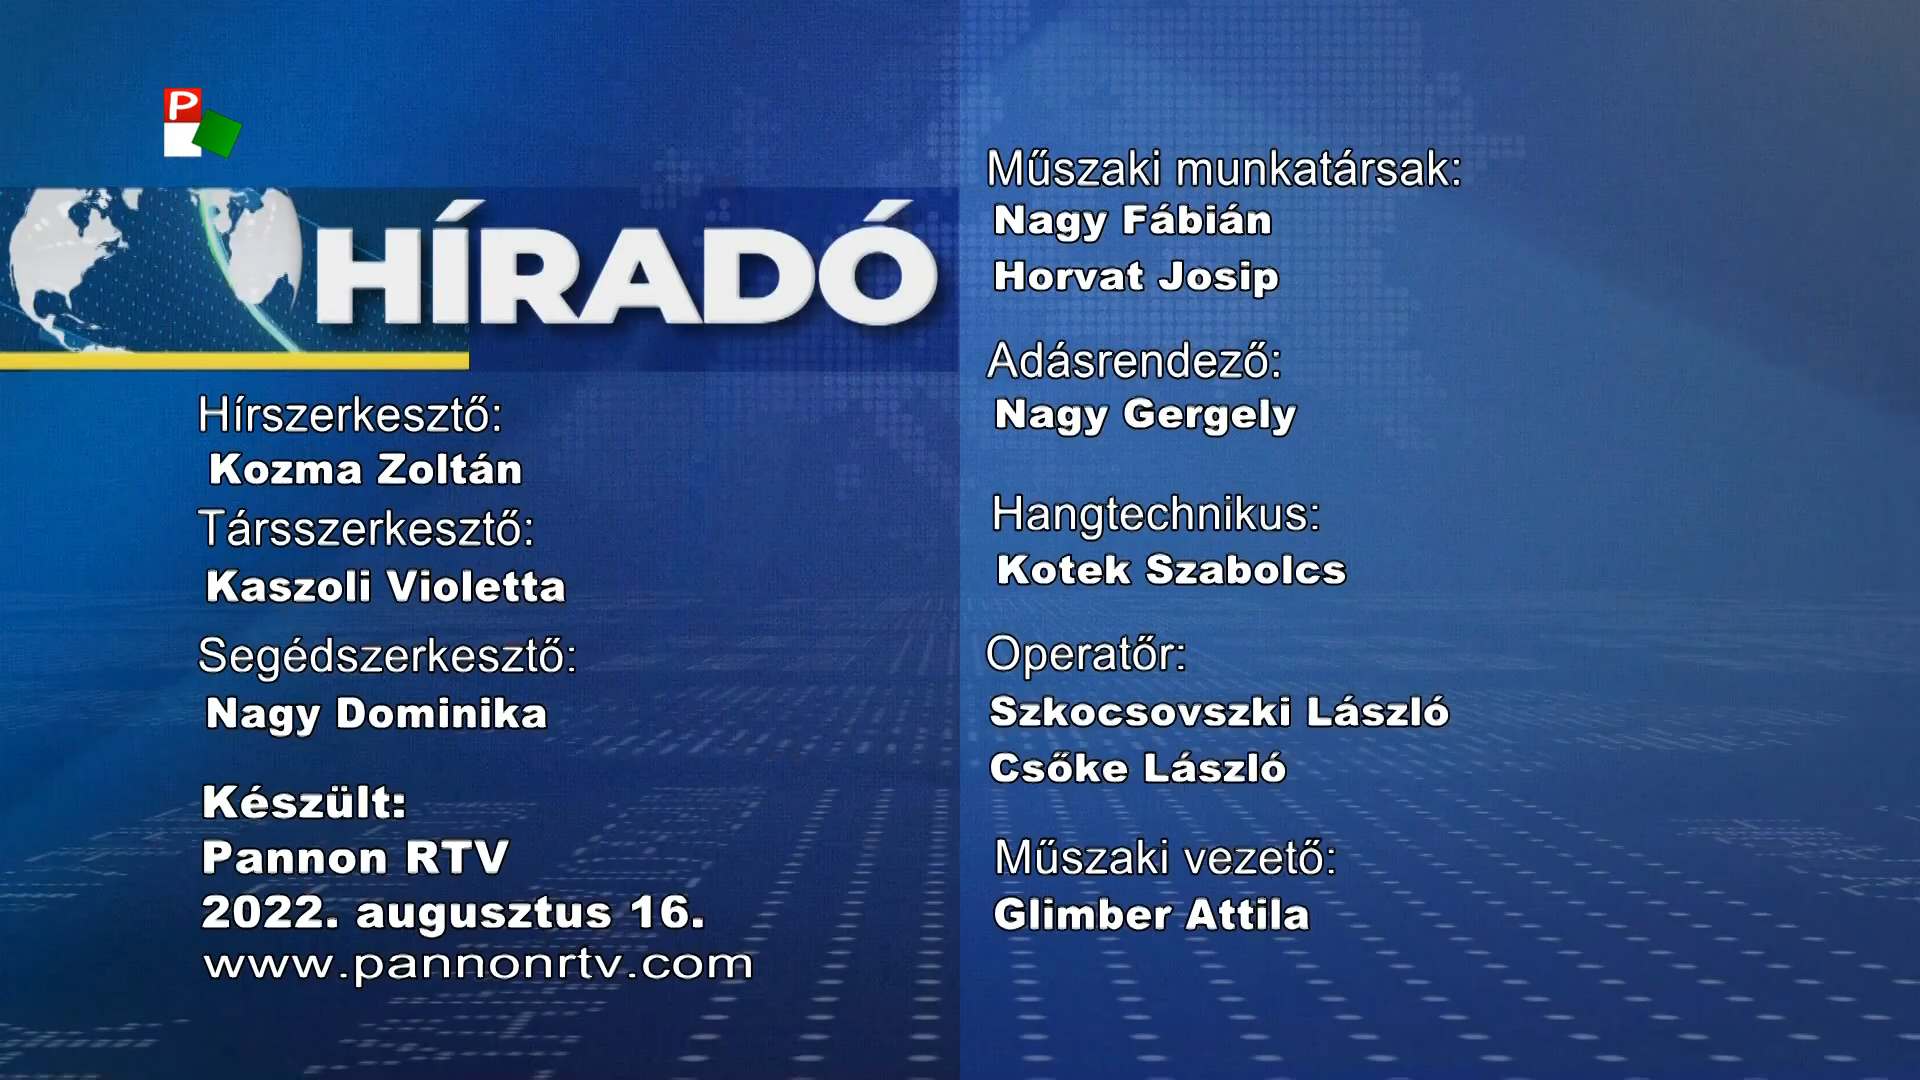 P
HÍRADÓ
Hírszerkesztő:
Kozma Zoltán
Társszerkesztő:
Kaszoli Violetta
Segédszerkesztő:
Nagy Dominika
Készült:
Pannon RTV
2022. augusztus 16.
www.pannonrtv.com
Műszaki munkatársak:
Nagy Fábián
Horvat Josip
Adásrendező:
Nagy Gergely
Hangtechnikus:
Kotek Szabolcs
Operatőr:
Szkocsovszki László
Csőke László
Műszaki vezető:
Glimber Attila